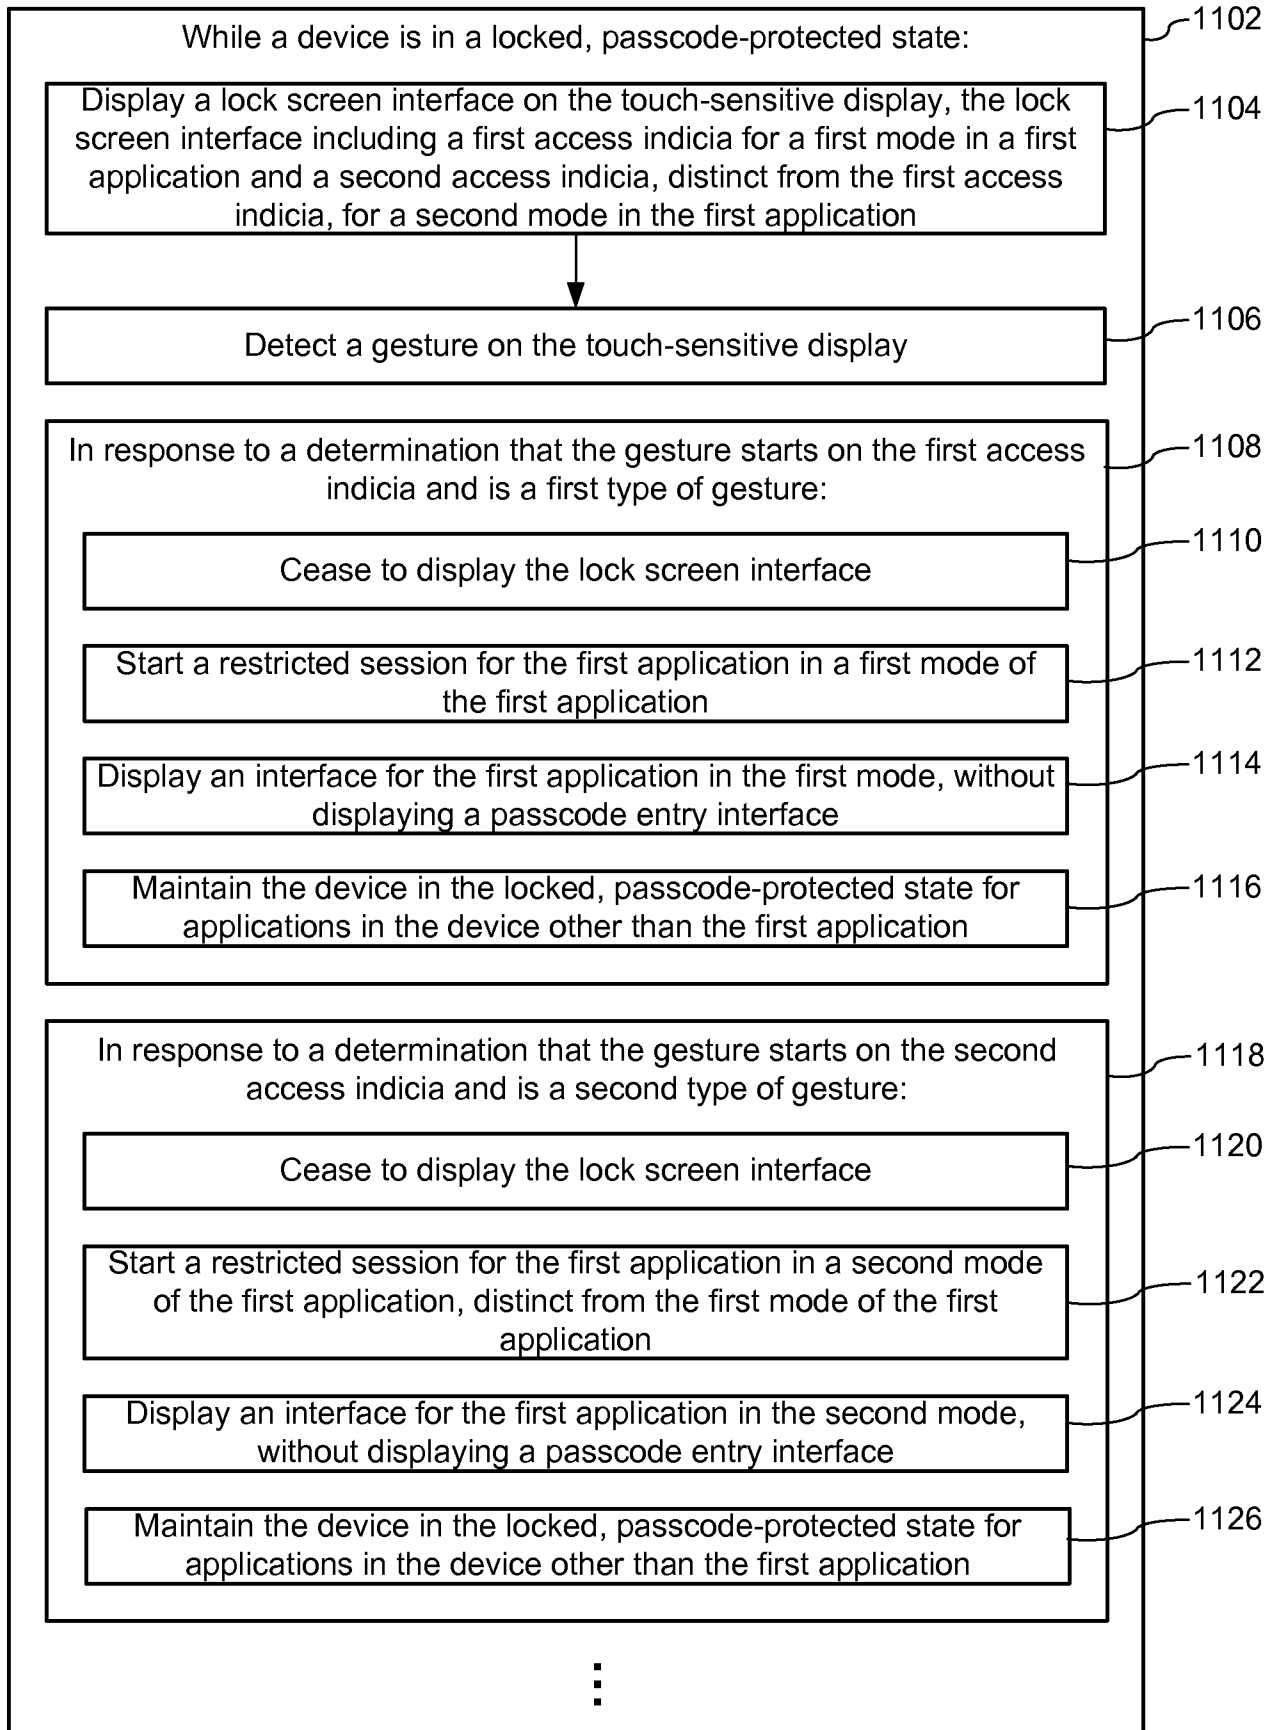 While a device is in a locked, passcode-protected state:
1102
Display a lock screen interface on the touch-sensitive display, the lock
screen interface including a first access indicia for a first mode in a first
application and a second access indicia, distinct from the first access
indicia, for a second mode in the first application
1104
Detect a gesture on the touch-sensitive display
1106
In response to a determination that the gesture starts on the first access
indicia and is a first type of gesture:
1108
Cease to display the lock screen interface
1110
Start a restricted session for the first application in a first mode of
the first application
1112
Display an interface for the first application in the first mode, without
displaying a passcode entry interface
1114
Maintain the device in the locked, passcode-protected state for
applications in the device other than the first application
1116
In response to a determination that the gesture starts on the second
access indicia and is a second type of gesture:
1118
Cease to display the lock screen interface
1120
Start a restricted session for the first application in a second mode
of the first application, distinct from the first mode of the first
application
1122
Display an interface for the first application in the second mode,
without displaying a passcode entry interface
1124
Maintain the device in the locked, passcode-protected state for
applications in the device other than the first application
1126